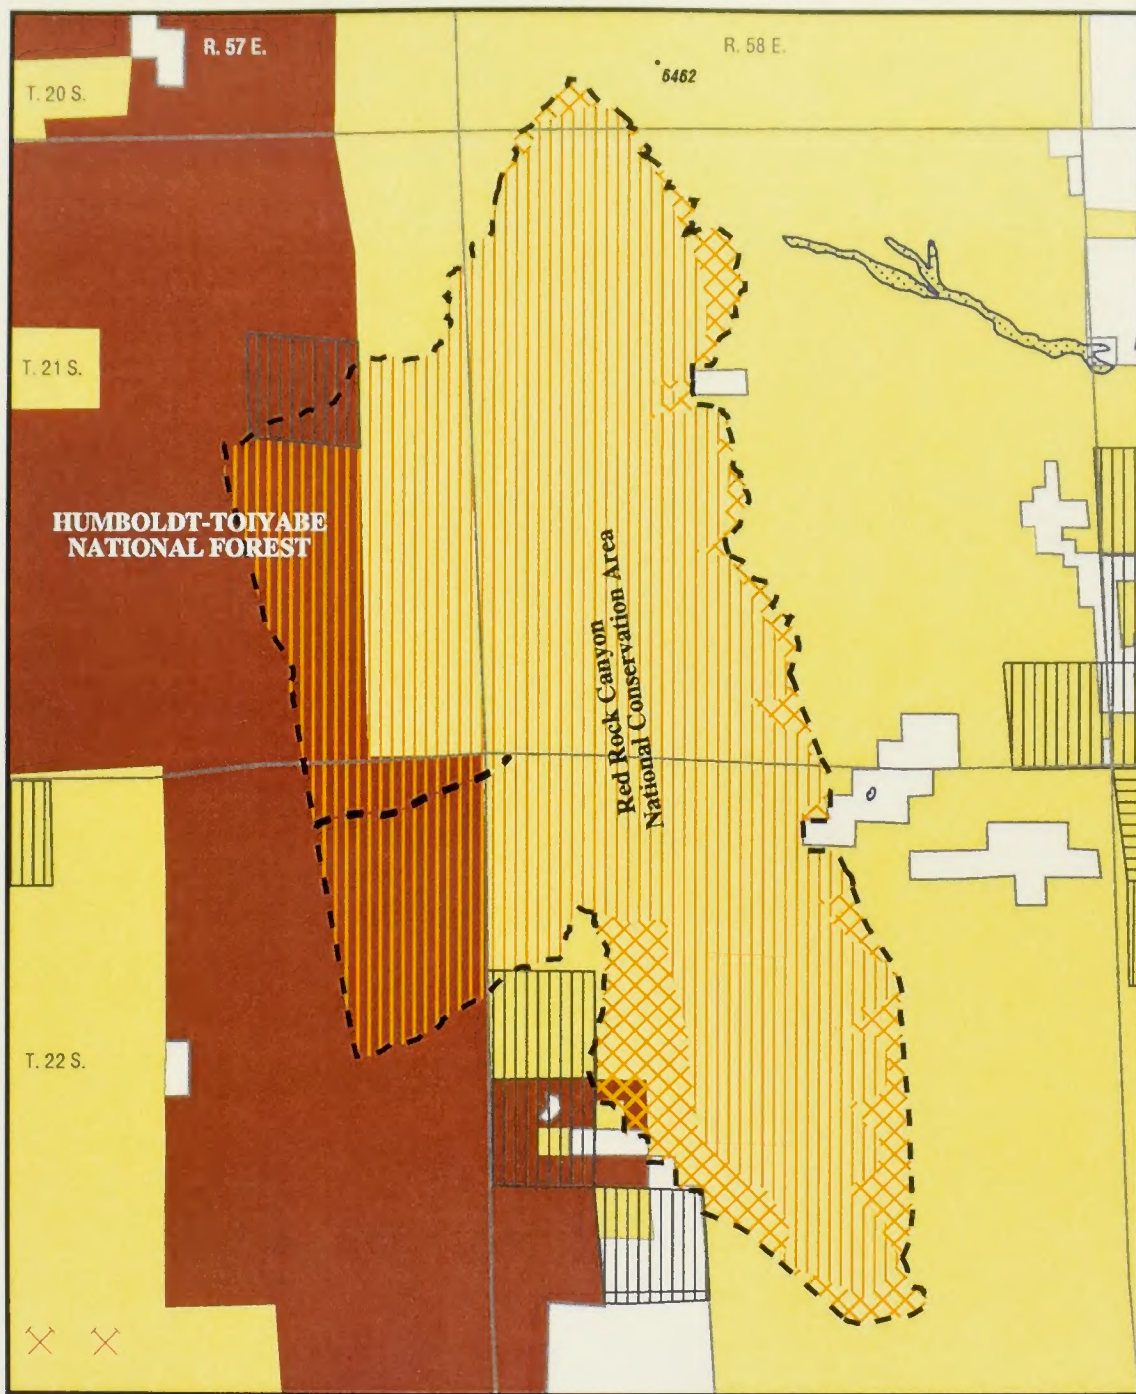 R. 57 E.
R. 58 E.
6462
T. 20 S.
T. 21 S.
HUMBOLDT-TOIYABE
NATIONAL FOREST
Red Rock Canyon
National Conservation Area
T. 22 S.